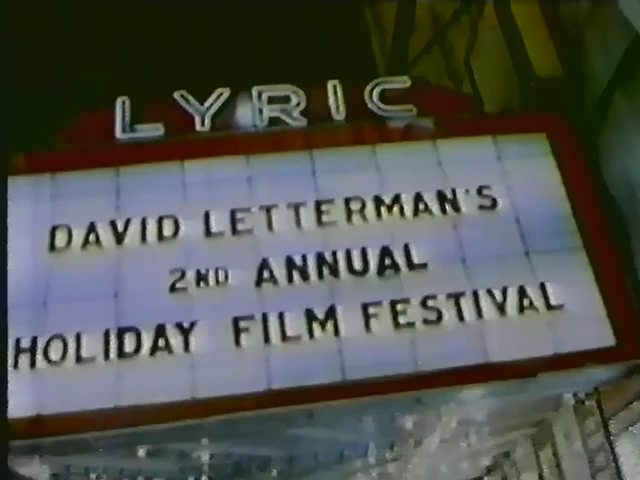 LYRIC
DAVID LETTERMAN'S
2ND ANNUAL
HOLIDAY FILM FESTIVAL